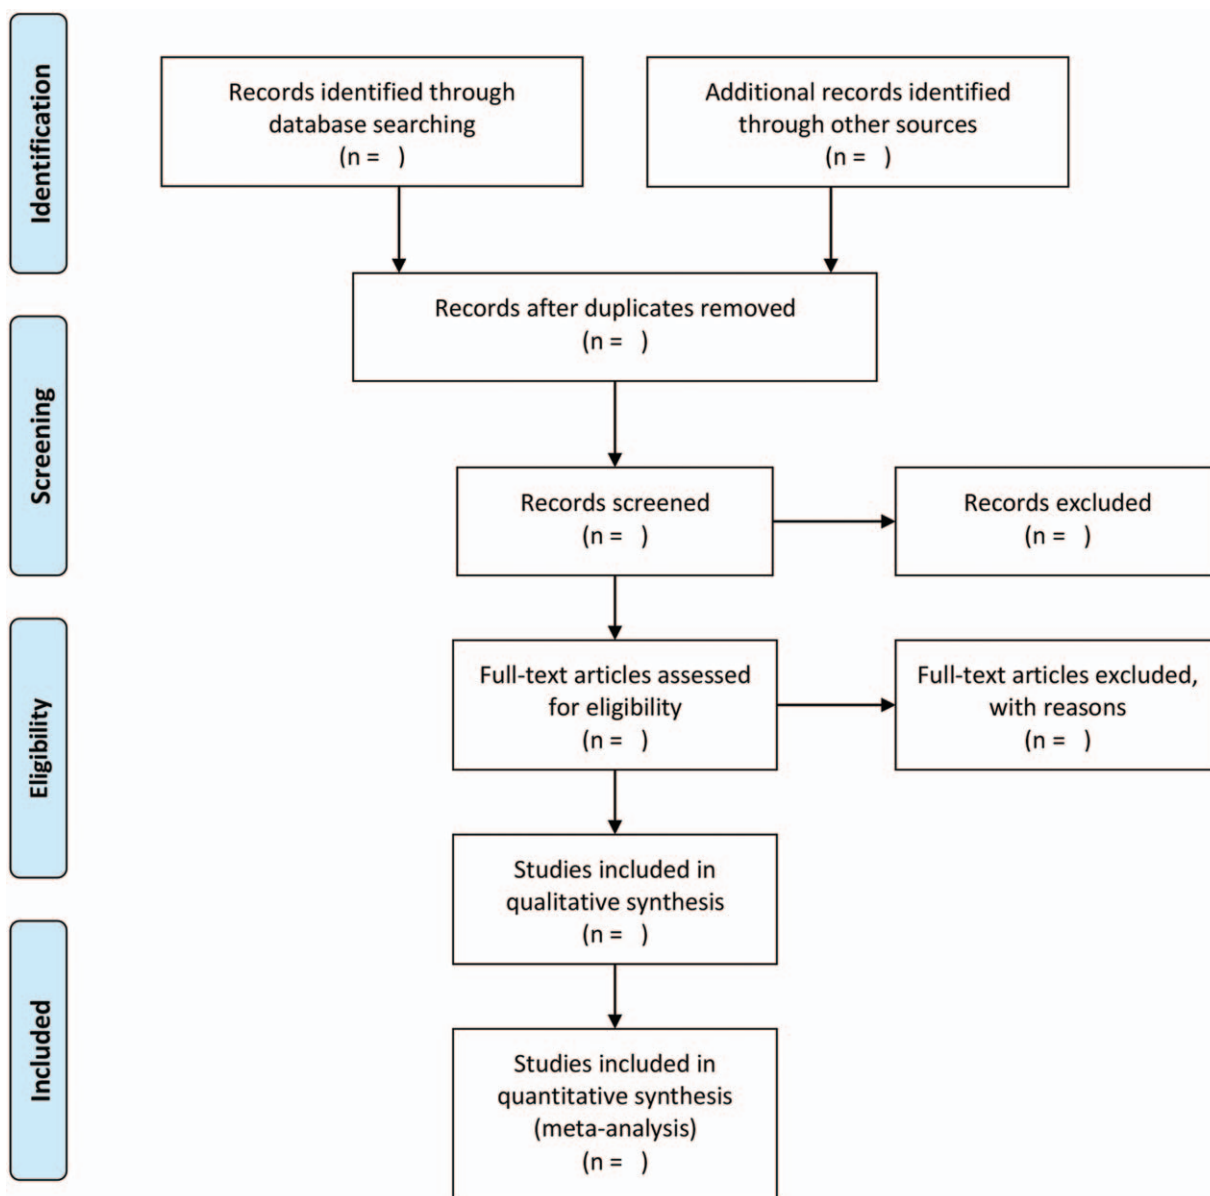 Identification
Records identified through
database searching
(n =   )
Additional records identified
through other sources
(n =   )
Records after duplicates removed
(n =   )
Screening
Records screened
(n =   )
Records excluded
(n =   )
Eligibility
Full-text articles assessed
for eligibility
(n =   )
Full-text articles excluded,
with reasons
(n =   )
Studies included in
qualitative synthesis
(n =   )
Included
Studies included in
quantitative synthesis
(meta-analysis)
(n =   )